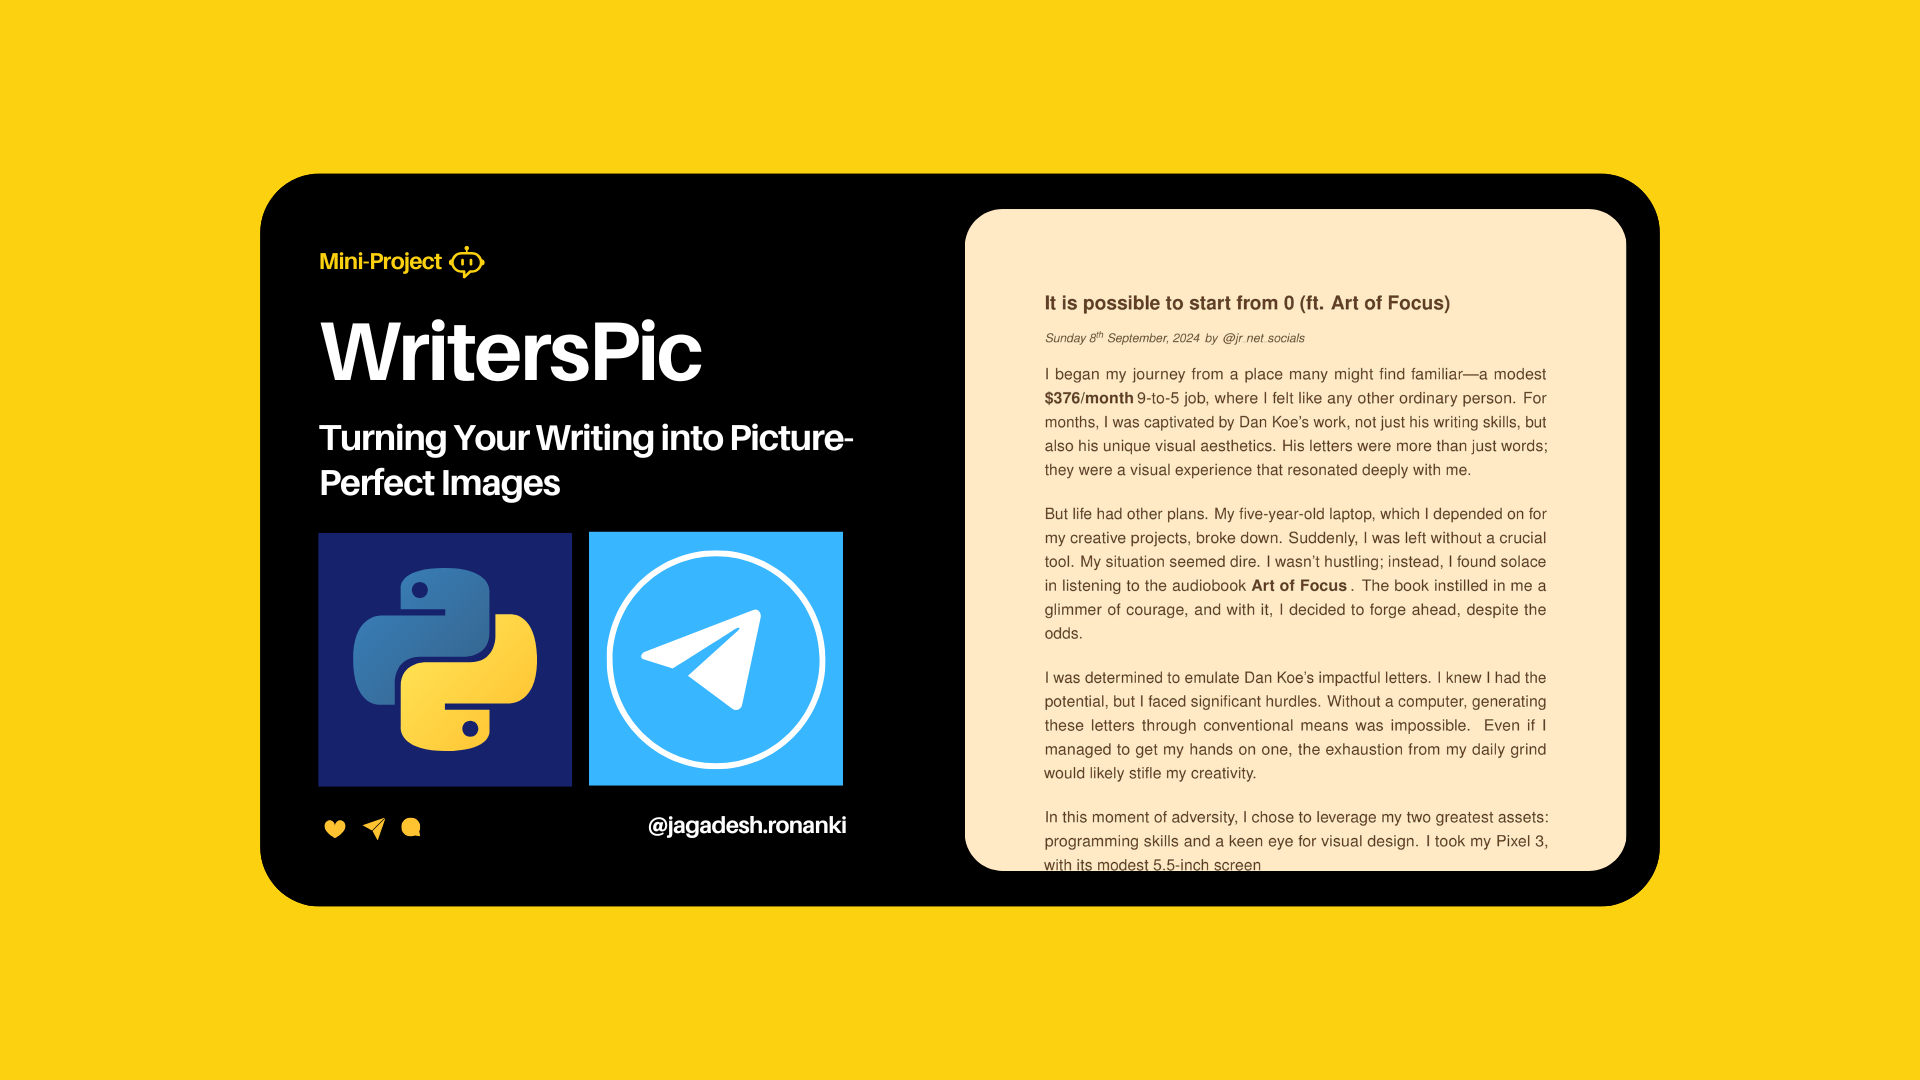 Mini-Project
WritersPic
Turning Your Writing into Picture-
Perfect Images
@jagadesh.ronanki
It is possible to start from 0 (ft. Art of Focus)
Sunday 8th September, 2024 by @jr net socials
I began my journey from a place many might find familiar—a modest
$376/month 9-to-5 job, where I felt like any other ordinary person. For
months, I was captivated by Dan Koe's work, not just his writing skills, but
also his unique visual aesthetics. His letters were more than just words;
they were a visual experience that resonated deeply with me.
But life had other plans. My five-year-old laptop, which I depended on for
my creative projects, broke down. Suddenly, I was left without a crucial
tool. My situation seemed dire. I wasn't hustling; instead, I found solace
in listening to the audiobook Art of Focus . The book instilled in me a
glimmer of courage, and with it, I decided to forge ahead, despite the
odds.
I was determined to emulate Dan Koe's impactful letters. I knew I had the
potential, but I faced significant hurdles. Without a computer, generating
these letters through conventional means was impossible. Even if I
managed to get my hands on one, the exhaustion from my daily grind
would likely stifle my creativity.
In this moment of adversity, I chose to leverage my two greatest assets:
programming skills and a keen eye for visual design. I took my Pixel 3,
with its modest 5.5-inch screen